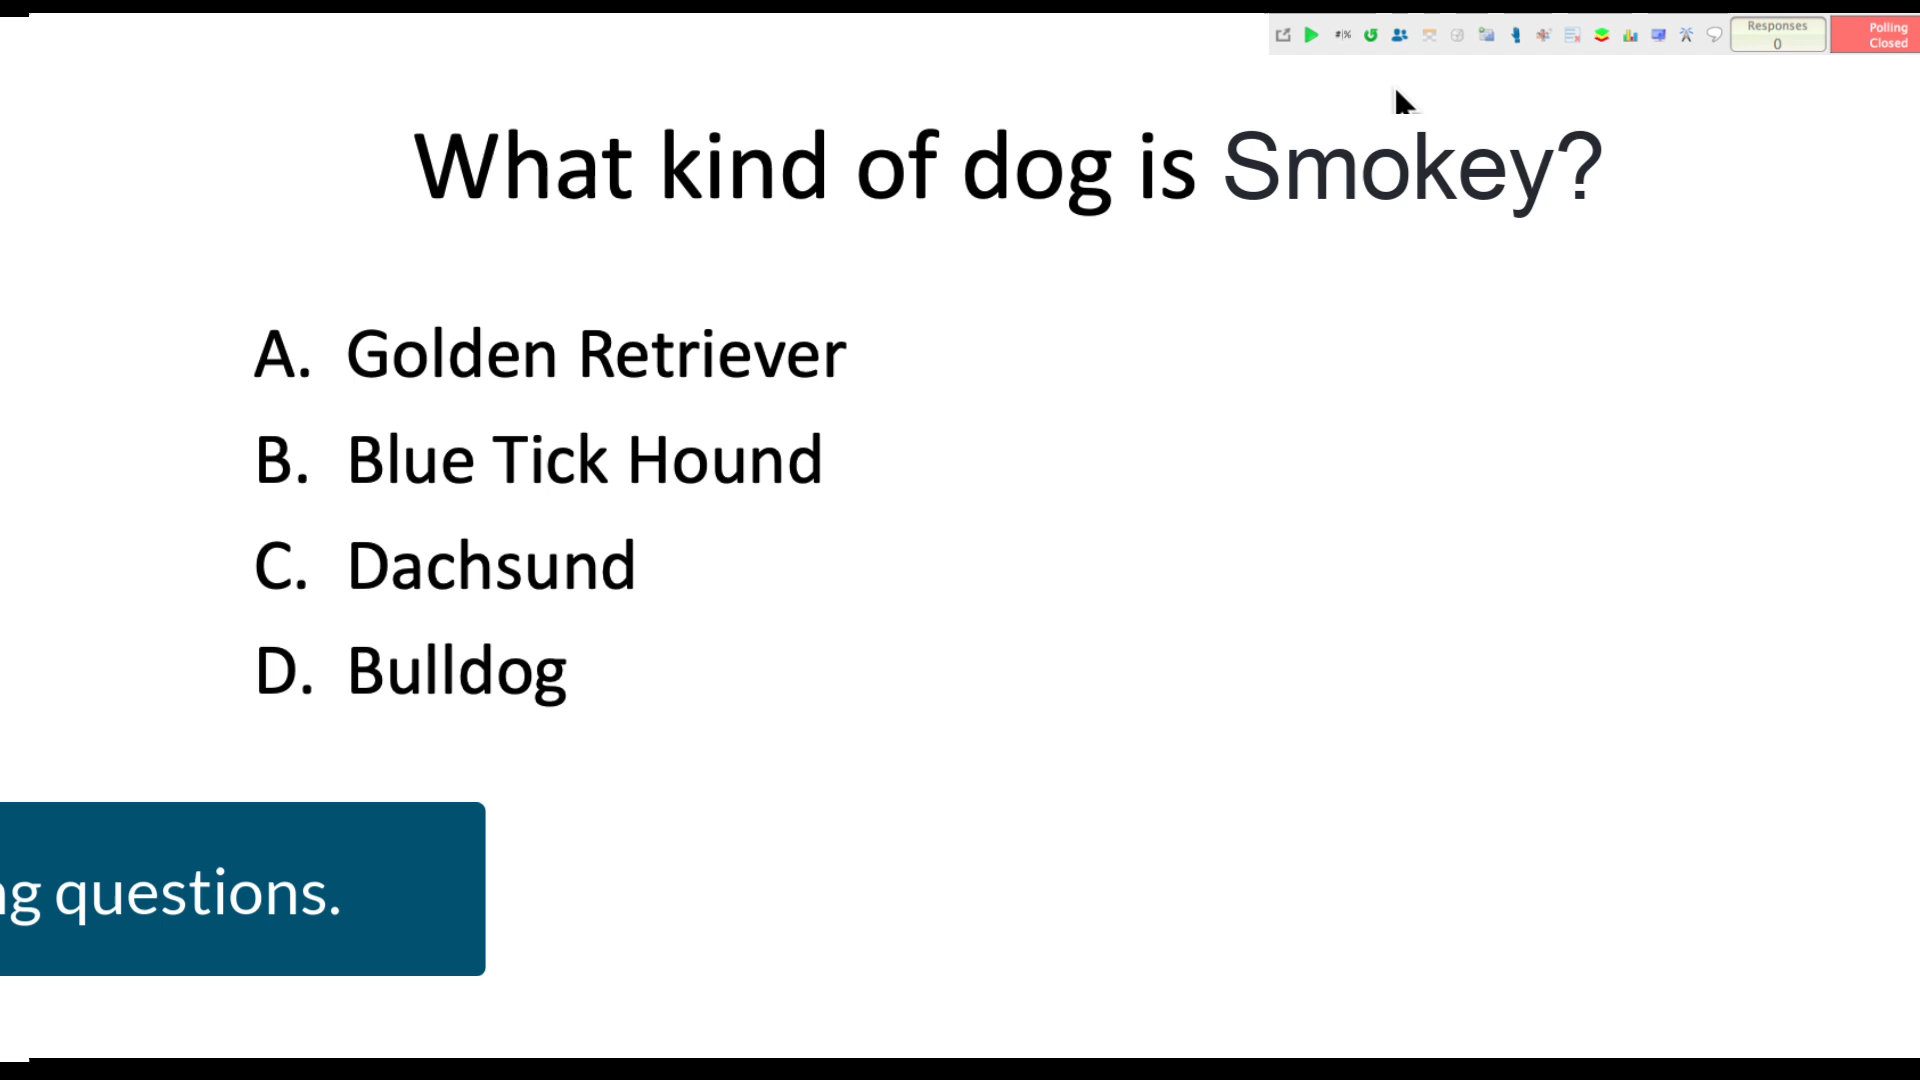 #|%
Responses
0
Polling
Closed
What kind of dog is Smokey?
A. Golden Retriever
B. Blue Tick Hound
C. Dachsund
D. Bulldog
questions.